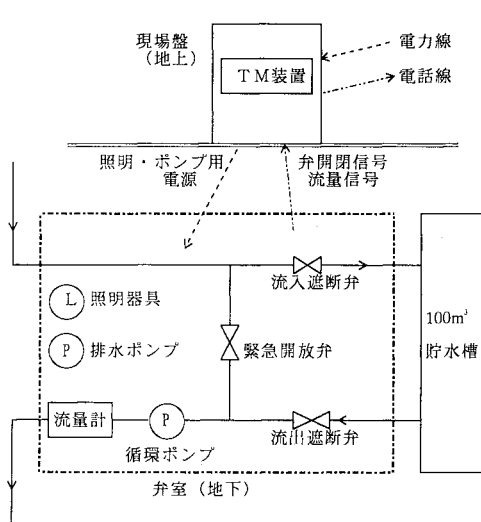 現場盤
(地上)
TM装置
電力線
電話線
照明・ポンプ用
電源
弁開閉信号
流量信号
流入遮断弁
L 照明器具
100m³
緊急開放弁
P 排水ポンプ
貯水槽
流量計
P
流出遮断弁
循環ポンプ
弁室(地下)